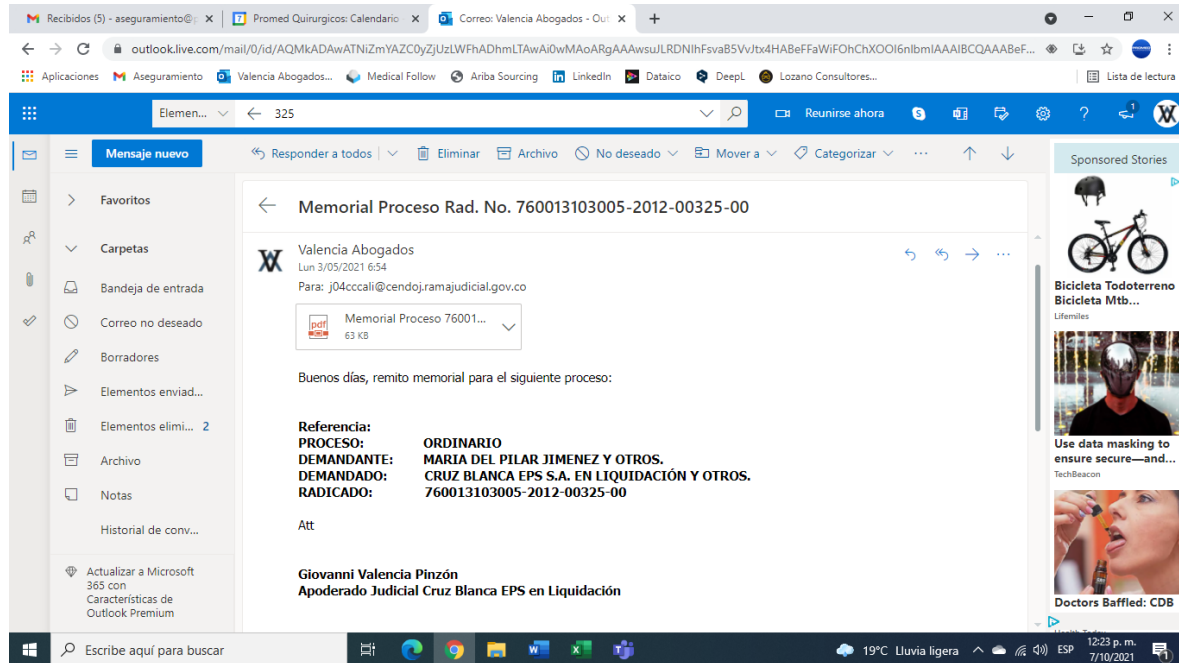 Recibidos (5) - aseguramiento@p
Promed Quirurgicos: Calendario
Correo: Valencia Abogados - Out
outlook.live.com/mail/0/id/AQMkADAwATNiZmYAZC0yZjUzLWFhADhmLTAwAi0wMAoARgAAAwsuJLRDNIhFsvaB5VvJtx4HABeFFaWiFOhChXOOI6nIbmIAAAIBCQAAABeF...
Aplicaciones
Aseguramiento
Valencia Abogados...
Medical Follow
Ariba Sourcing
LinkedIn
Dataico
DeepL
Lozano Consultores...
Lista de lectura
Elemen...
325
Reunirse ahora
1
Mensaje nuevo
Responder a todos
Eliminar
Archivo
No deseado
Mover a
Categorizar
Favoritos
Carpetas
Bandeja de entrada
Correo no deseado
Borradores
Elementos enviad...
Elementos elimi... 2
Archivo
Notas
Historial de conv...
Actualizar a Microsoft
365 con
Características de
Outlook Premium
Memorial Proceso Rad. No. 760013103005-2012-00325-00
Valencia Abogados
Lun 3/05/2021 6:54
Para: j04cccali@cendoj.ramajudicial.gov.co
pdf
Memorial Proceso 76001...
63 KB
Buenos días, remito memorial para el siguiente proceso:
Referencia:
PROCESO: ORDINARIO
DEMANDANTE: MARIA DEL PILAR JIMENEZ Y OTROS.
DEMANDADO: CRUZ BLANCA EPS S.A. EN LIQUIDACIÓN Y OTROS.
RADICADO: 760013103005-2012-00325-00
Att
Giovanni Valencia Pinzón
Apoderado Judicial Cruz Blanca EPS en Liquidación
Sponsored Stories
Bicicleta Todoterreno
Bicicleta Mtb...
Lifemiles
Use data masking to
ensure secure—and...
TechBeacon
Doctors Baffled: CDB
Escribe aquí para buscar
19°C Lluvia ligera
ESP
12:23 p. m.
7/10/2021
1